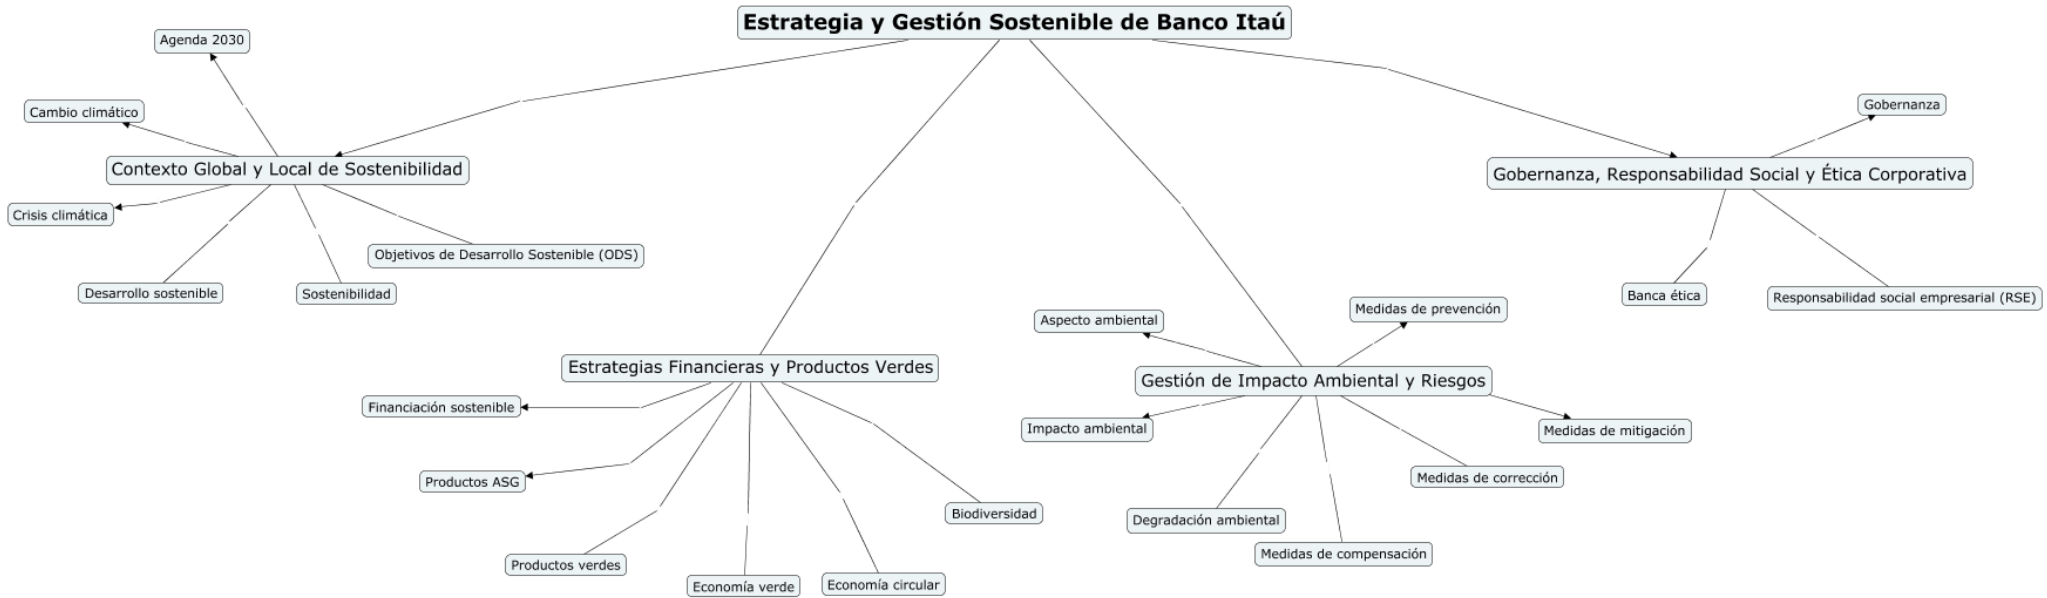 Estrategia y Gestión Sostenible de Banco Itaú
Agenda 2030
Cambio climático
Contexto Global y Local de Sostenibilidad
Crisis climática
Objetivos de Desarrollo Sostenible (ODS)
Desarrollo sostenible
Sostenibilidad
Estrategias Financieras y Productos Verdes
Financiación sostenible
Productos ASG
Biodiversidad
Productos verdes
Economía verde
Economía circular
Aspecto ambiental
Medidas de prevención
Gestión de Impacto Ambiental y Riesgos
Impacto ambiental
Medidas de mitigación
Medidas de corrección
Degradación ambiental
Medidas de compensación
Gobernanza
Gobernanza, Responsabilidad Social y Ética Corporativa
Banca ética
Responsabilidad social empresarial (RSE)